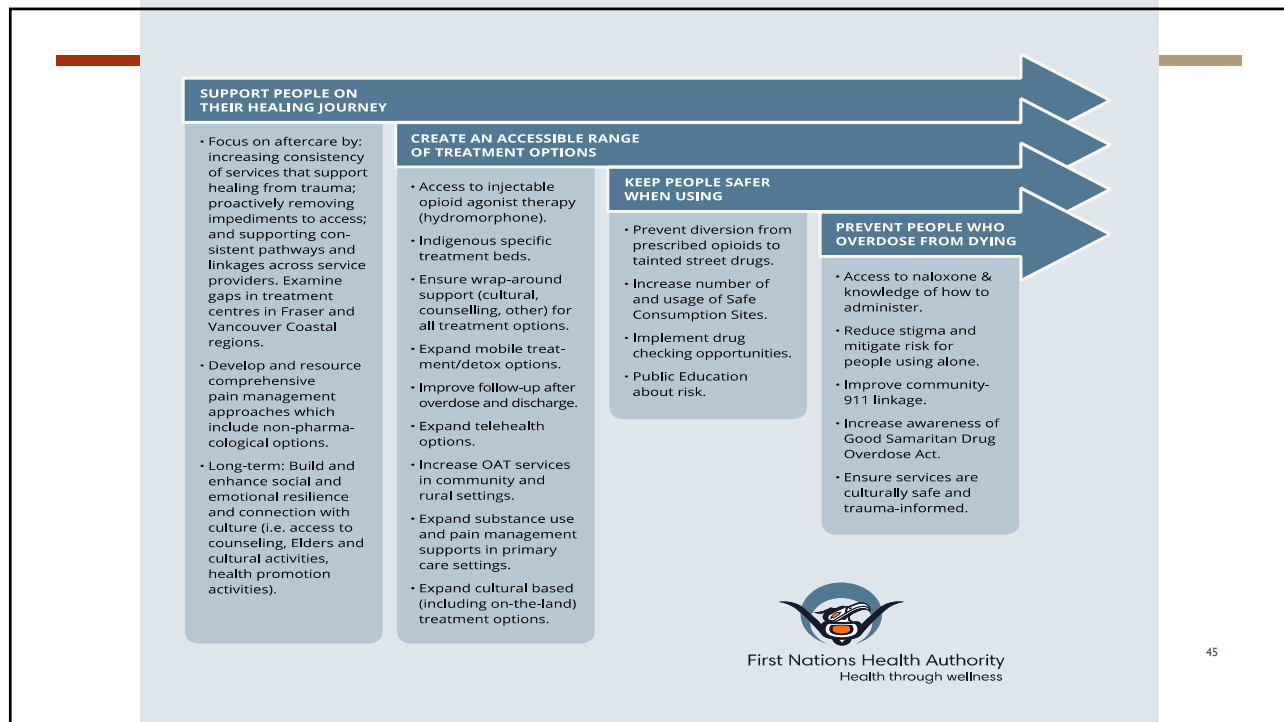 SUPPORT PEOPLE ON
THEIR HEALING JOURNEY
• Focus on aftercare by:
increasing consistency
of services that support
healing from trauma;
proactively removing
impediments to access;
and supporting con-
sistent pathways and
linkages across service
providers. Examine
gaps in treatment
centres in Fraser and
Vancouver Coastal
regions.
• Develop and resource
comprehensive
pain management
approaches which
include non-pharma-
cological options.
• Long-term: Build and
enhance social and
emotional resilience
and connection with
culture (i.e. access to
counseling, Elders and
cultural activities,
health promotion
activities).
CREATE AN ACCESSIBLE RANGE
OF TREATMENT OPTIONS
• Access to injectable
opioid agonist therapy
(hydromorphone).
• Indigenous specific
treatment beds.
• Ensure wrap-around
support (cultural,
counselling, other) for
all treatment options.
• Expand mobile treat-
ment/detox options.
• Improve follow-up after
overdose and discharge.
• Expand telehealth
options.
• Increase OAT services
in community and
rural settings.
• Expand substance use
and pain management
supports in primary
care settings.
• Expand cultural based
(including on-the-land)
treatment options.
KEEP PEOPLE SAFER
WHEN USING
• Prevent diversion from
prescribed opioids to
tainted street drugs.
• Increase number of
and usage of Safe
Consumption Sites.
• Implement drug
checking opportunities.
• Public Education
about risk.
PREVENT PEOPLE WHO
OVERDOSE FROM DYING
• Access to naloxone &
knowledge of how to
administer.
• Reduce stigma and
mitigate risk for
people using alone.
• Improve community-
911 linkage.
• Increase awareness of
Good Samaritan Drug
Overdose Act.
• Ensure services are
culturally safe and
trauma-informed.
First Nations Health Authority
Health through wellness
45